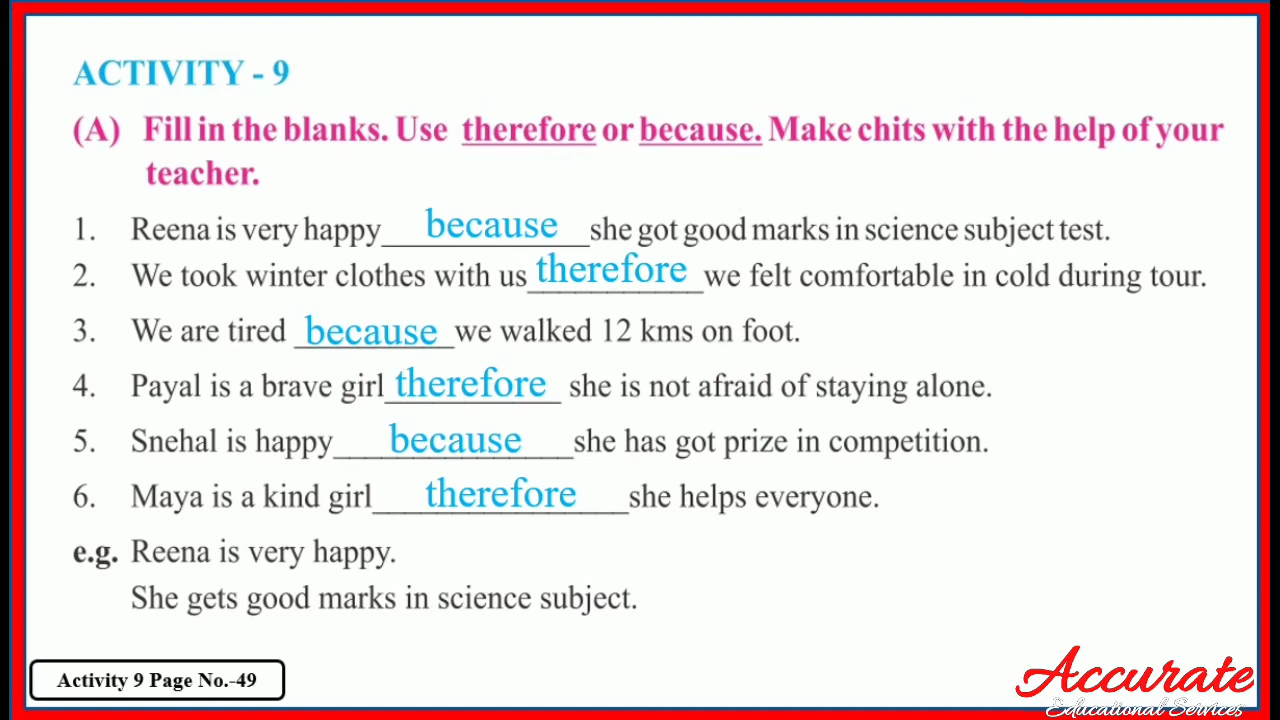 ACTIVITY - 9
(A) Fill in the blanks. Use therefore or because. Make chits with the help of your
teacher.
1. Reena is very happy because she got good marks in science subject test.
2. We took winter clothes with us therefore we felt comfortable in cold during tour.
3. We are tired because we walked 12 kms on foot.
4. Payal is a brave girl therefore she is not afraid of staying alone.
5. Snehal is happy because she has got prize in competition.
6. Maya is a kind girl therefore she helps everyone.
e.g. Reena is very happy.
She gets good marks in science subject.
Activity 9 Page No.-49
Accurate
Educational Services